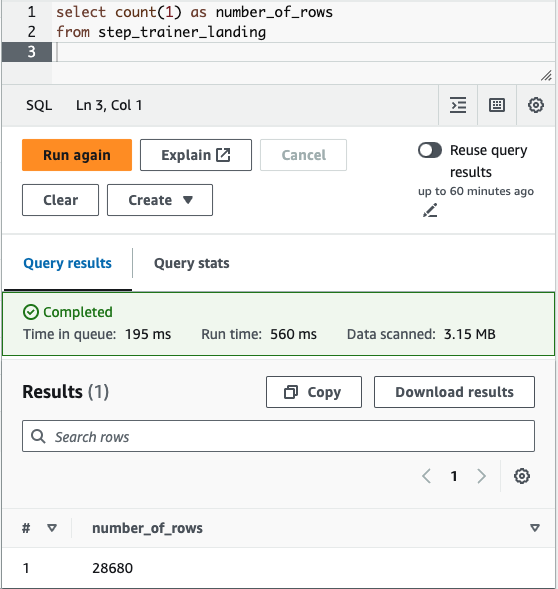 1 select count(1) as number_of_rows
2 from step_trainer_landing
3
SQL Ln 3, Col 1
Run again Explain Cancel
Reuse query
results
up to 60 minutes ago
Clear Create
Query results Query stats
Completed
Time in queue: 195 ms Run time: 560 ms Data scanned: 3.15 MB
Results (1) Copy Download results
Search rows
1
# number_of_rows
1 28680